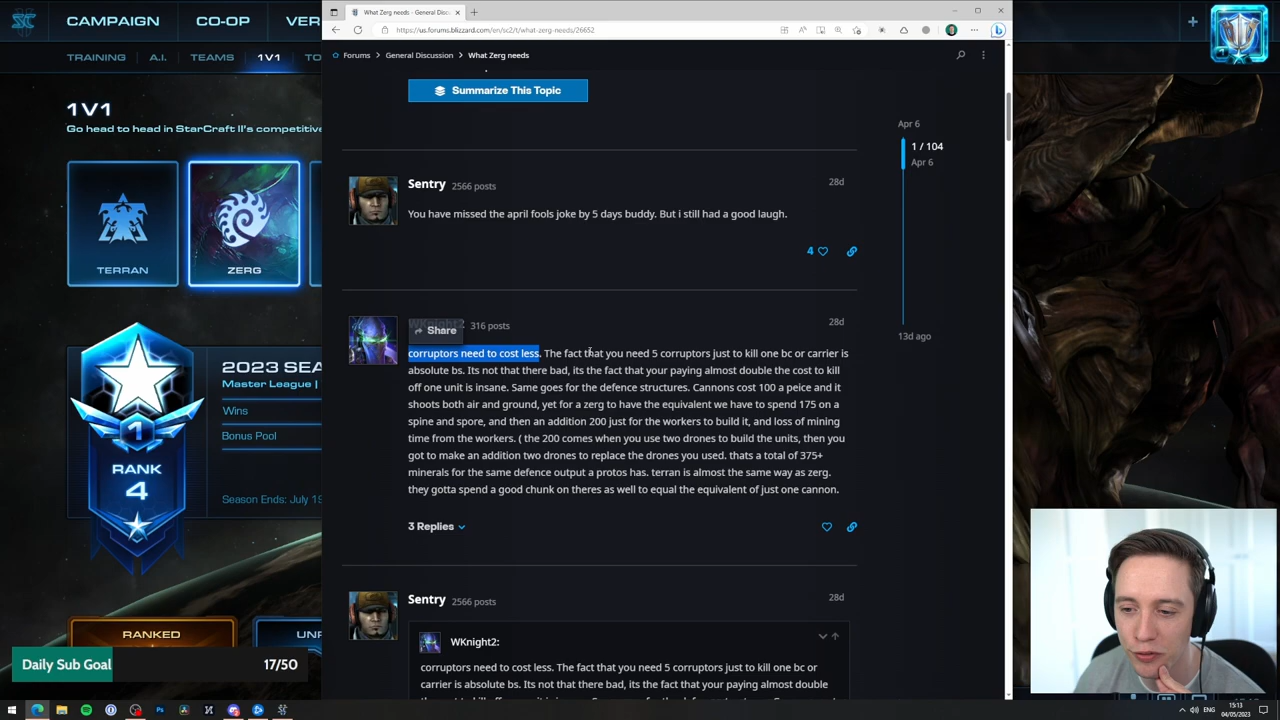 CAMPAIGN
CO-OP
VER
TRAINING
A.I.
TEAMS
1V1
TO
1V1
Go head to head in StarCraft II's competitive
TERRAN
ZERG
1
RANK
4
2023 SEA
Master League |
Wins
Bonus Pool
Season Ends: July 1
RANKED
UN
Daily Sub Goal
17/50
What Zerg needs - General Disc
https://us.forums.blizzard.com/en/sc2/t/what-zerg-needs/26652
Forums > General Discussion > What Zerg needs
Summarize This Topic
Apr 6
1 / 104
Apr 6
13d ago
Sentry 2566 posts
28d
You have missed the april fools joke by 5 days buddy. But i still had a good laugh.
4
316 posts
28d
Share
corruptors need to cost less. The fact that you need 5 corruptors just to kill one bc or carrier is
absolute bs. Its not that there bad, its the fact that your paying almost double the cost to kill
off one unit is insane. Same goes for the defence structures. Cannons cost 100 a peice and it
shoots both air and ground, yet for a zerg to have the equivalent we have to spend 175 on a
spine and spore, and then an addition 200 just for the workers to build it, and loss of mining
time from the workers. ( the 200 comes when you use two drones to build the units, then you
got to make an addition two drones to replace the drones you used. thats a total of 375+
minerals for the same defence output a protos has. terran is almost the same way as zerg.
they gotta spend a good chunk on theres as well to equal the equivalent of just one cannon.
3 Replies
Sentry 2566 posts
28d
WKnight2:
corruptors need to cost less. The fact that you need 5 corruptors just to kill one bc or
carrier is absolute bs. Its not that there bad, its the fact that your paying almost double
ENG
15:13
04/05/2023